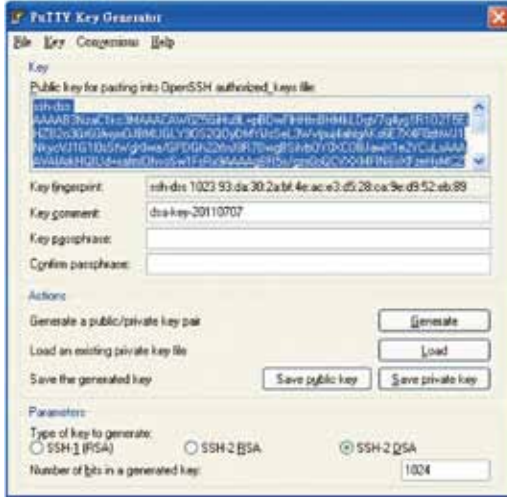 PuTTY Key Generator
File Key Conversions Help
Key
Public key for pasting into OpenSSH authorized_keys file:
ssh-dss
Key fingerprint: ssh-dss 1023 93:da:30:2a:bf:4e:ac:e3:d5:28:ca:9e:d9:52:eb:89
Key comment: dsa-key-20110707
Key passphrase:
Confirm passphrase:
Actions
Generate a public/private key pair Generate
Load an existing private key file Load
Save the generated key Save public key Save private key
Parameters
Type of key to generate:
SSH-1 (RSA) SSH-2 RSA SSH-2 DSA
Number of bits in a generated key: 1024